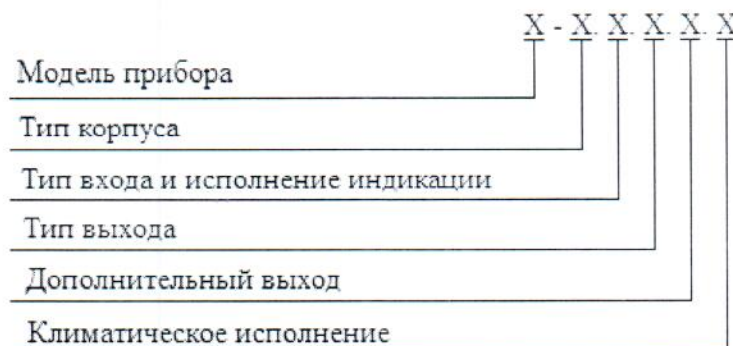 X - X. X. X. X. X
Модель прибора
Тип корпуса
Тип входа и исполнение индикации
Тип выхода
Дополнительный выход
Климатическое исполнение